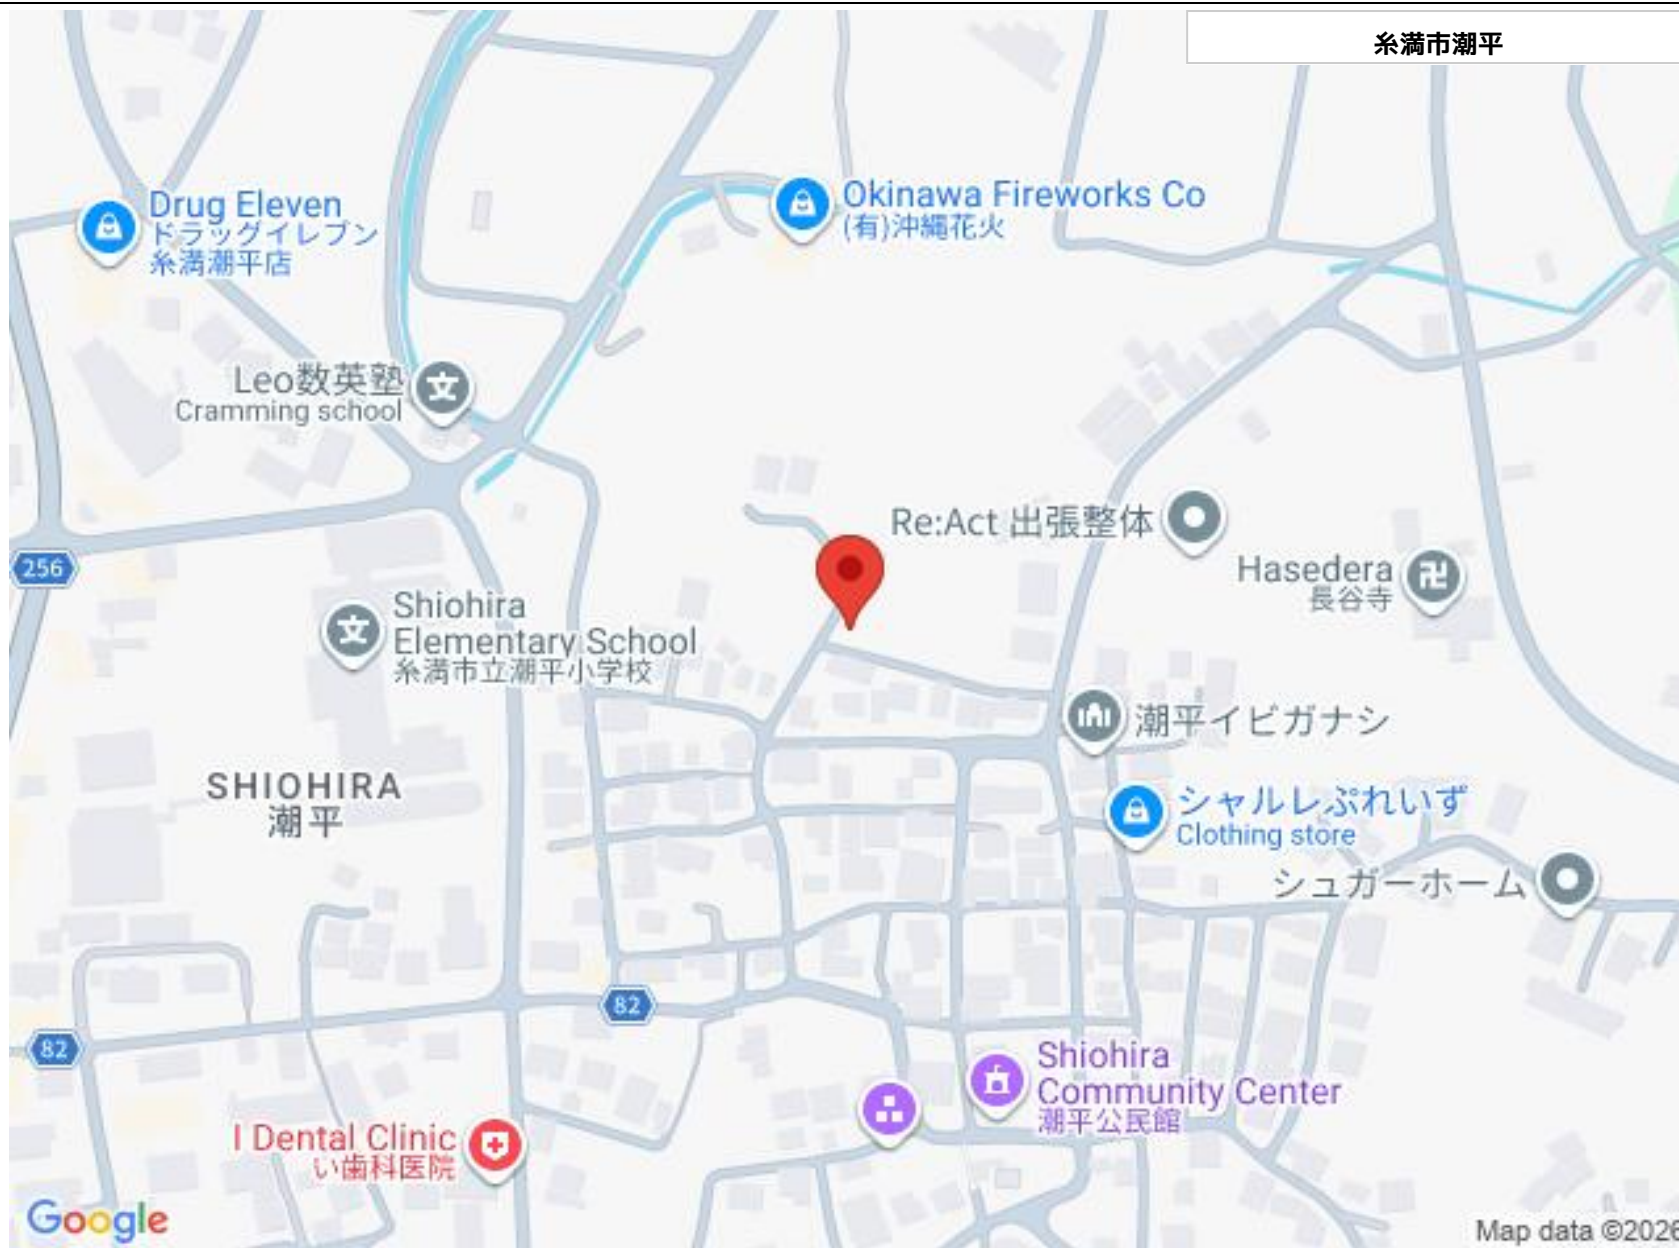 糸満市潮平
Okinawa Fireworks Co
(有)沖縄花火
Drug Eleven
ドラッグイレブン
糸満潮平店
Leo数英塾
Cramming school
文
Re:Act 出張整体
Hasedera
長谷寺
卍
256
文
Shiohira
Elementary School
糸満市立潮平小学校
潮平イビガナシ
SHIOHIRA
潮平
シャルレぷれいず
Clothing store
シュガーホーム
82
82
Shiohira
Community Center
潮平公民館
I Dental Clinic
い歯科医院
Google
Map data ©2026